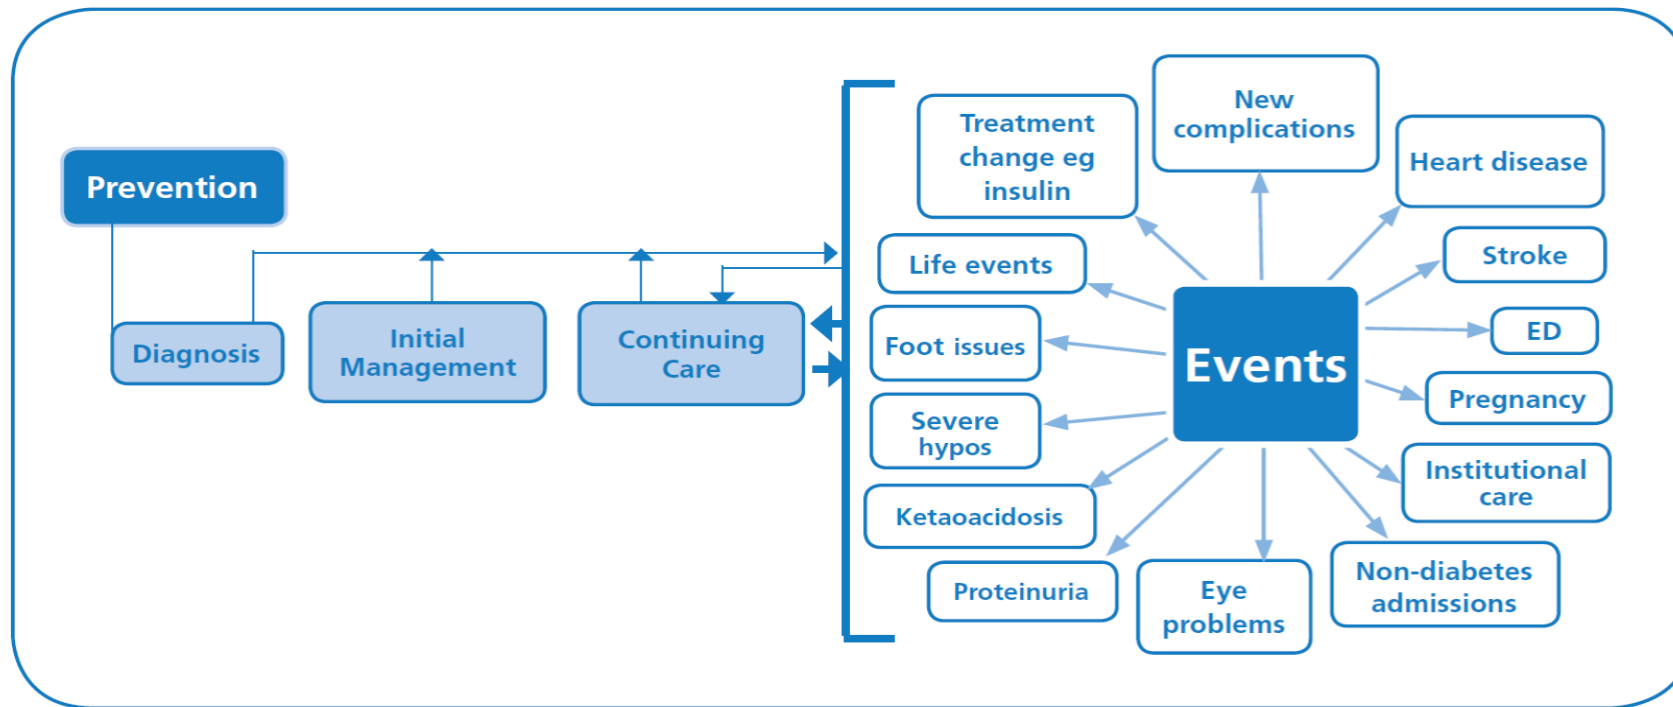 Prevention
Diagnosis
Initial
Management
Continuing
Care
Treatment
change eg
insulin
New
complications
Heart disease
Life events
Stroke
Foot issues
ED
Events
Severe
hypos
Pregnancy
Ketaoacidosis
Institutional
care
Proteinuria
Eye
problems
Non-diabetes
admissions